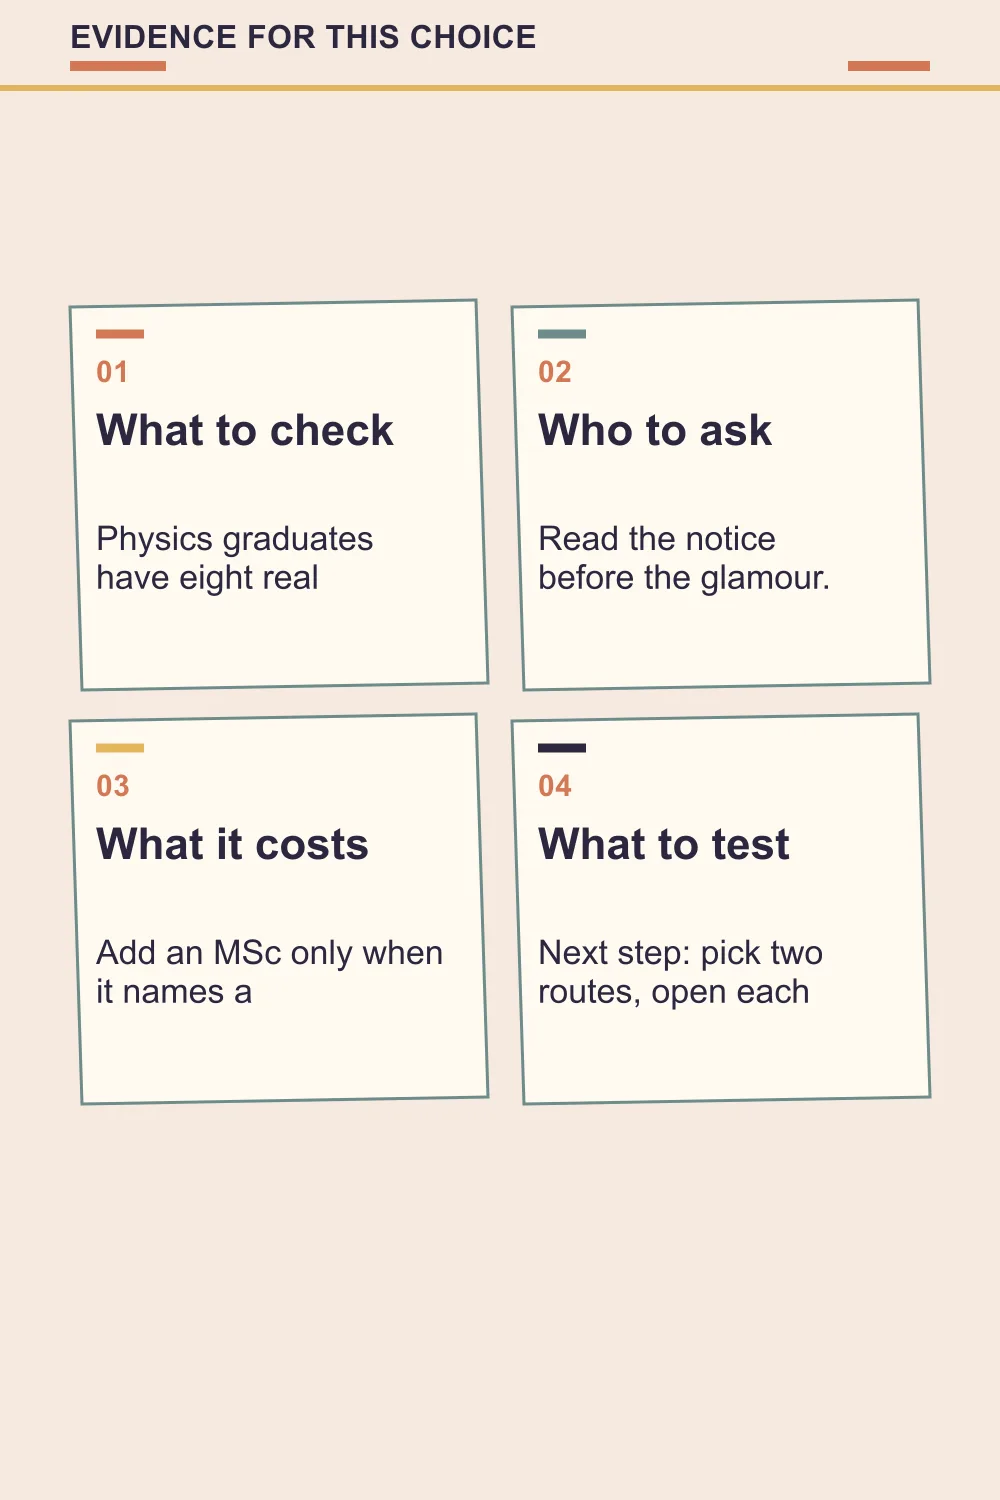 EVIDENCE FOR THIS CHOICE
01
What to check
Physics graduates
have eight real
02
Who to ask
Read the notice
before the glamour.
03
What it costs
Add an MSc only when
it names a
04
What to test
Next step: pick two
routes, open each